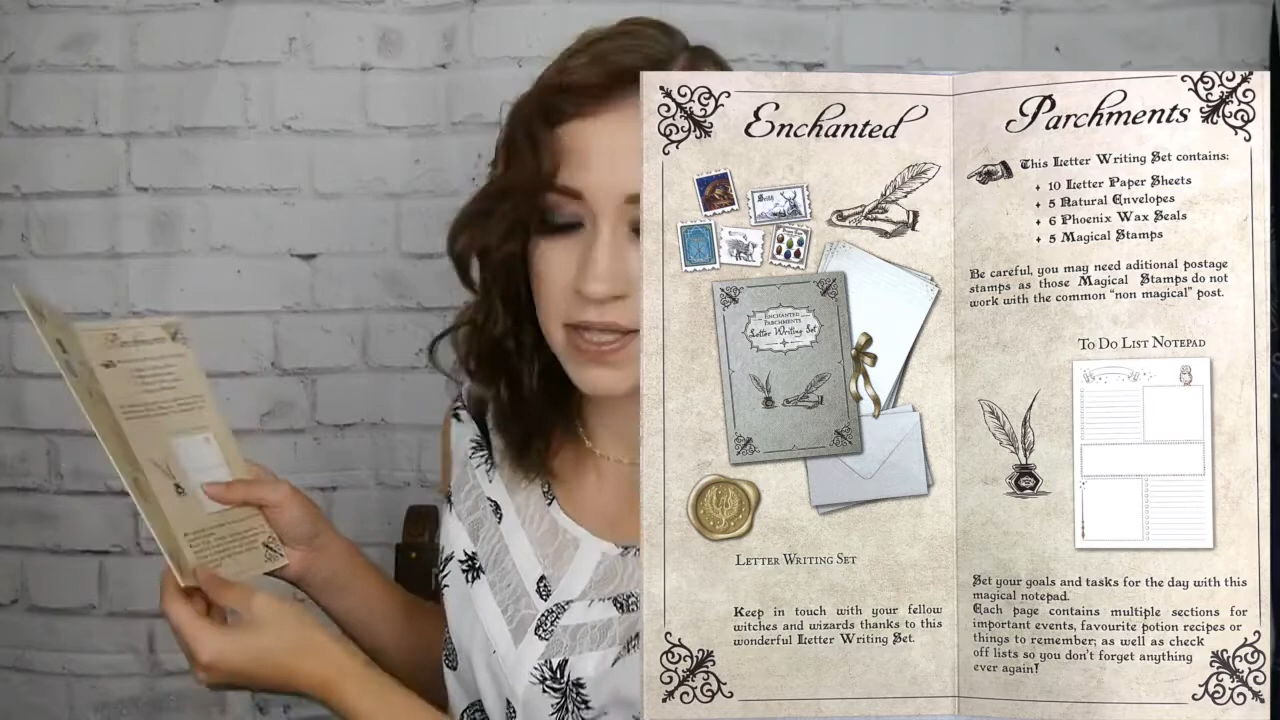 Enchanted
Seith
ENCHANTED
PARCHMENTS
Letter Writing Set
LETTER WRITING SET
Keep in touch with your fellow
witches and wizards thanks to this
wonderful Letter Writing Set.
Parchments
This Letter Writing Set contains:
10 Letter Paper Sheets
5 Natural Envelopes
6 Phoenix Wax Seals
5 Magical Stamps
Be careful, you may need aditional postage
stamps as those Magical Stamps do not
work with the common "non magical" post.
TO DO LIST NOTEPAD
Set your goals and tasks for the day with this
magical notepad.
Each page contains multiple sections for
important events, favourite potion recipes or
things to remember; as well as check
off lists so you don't forget anything
ever again!